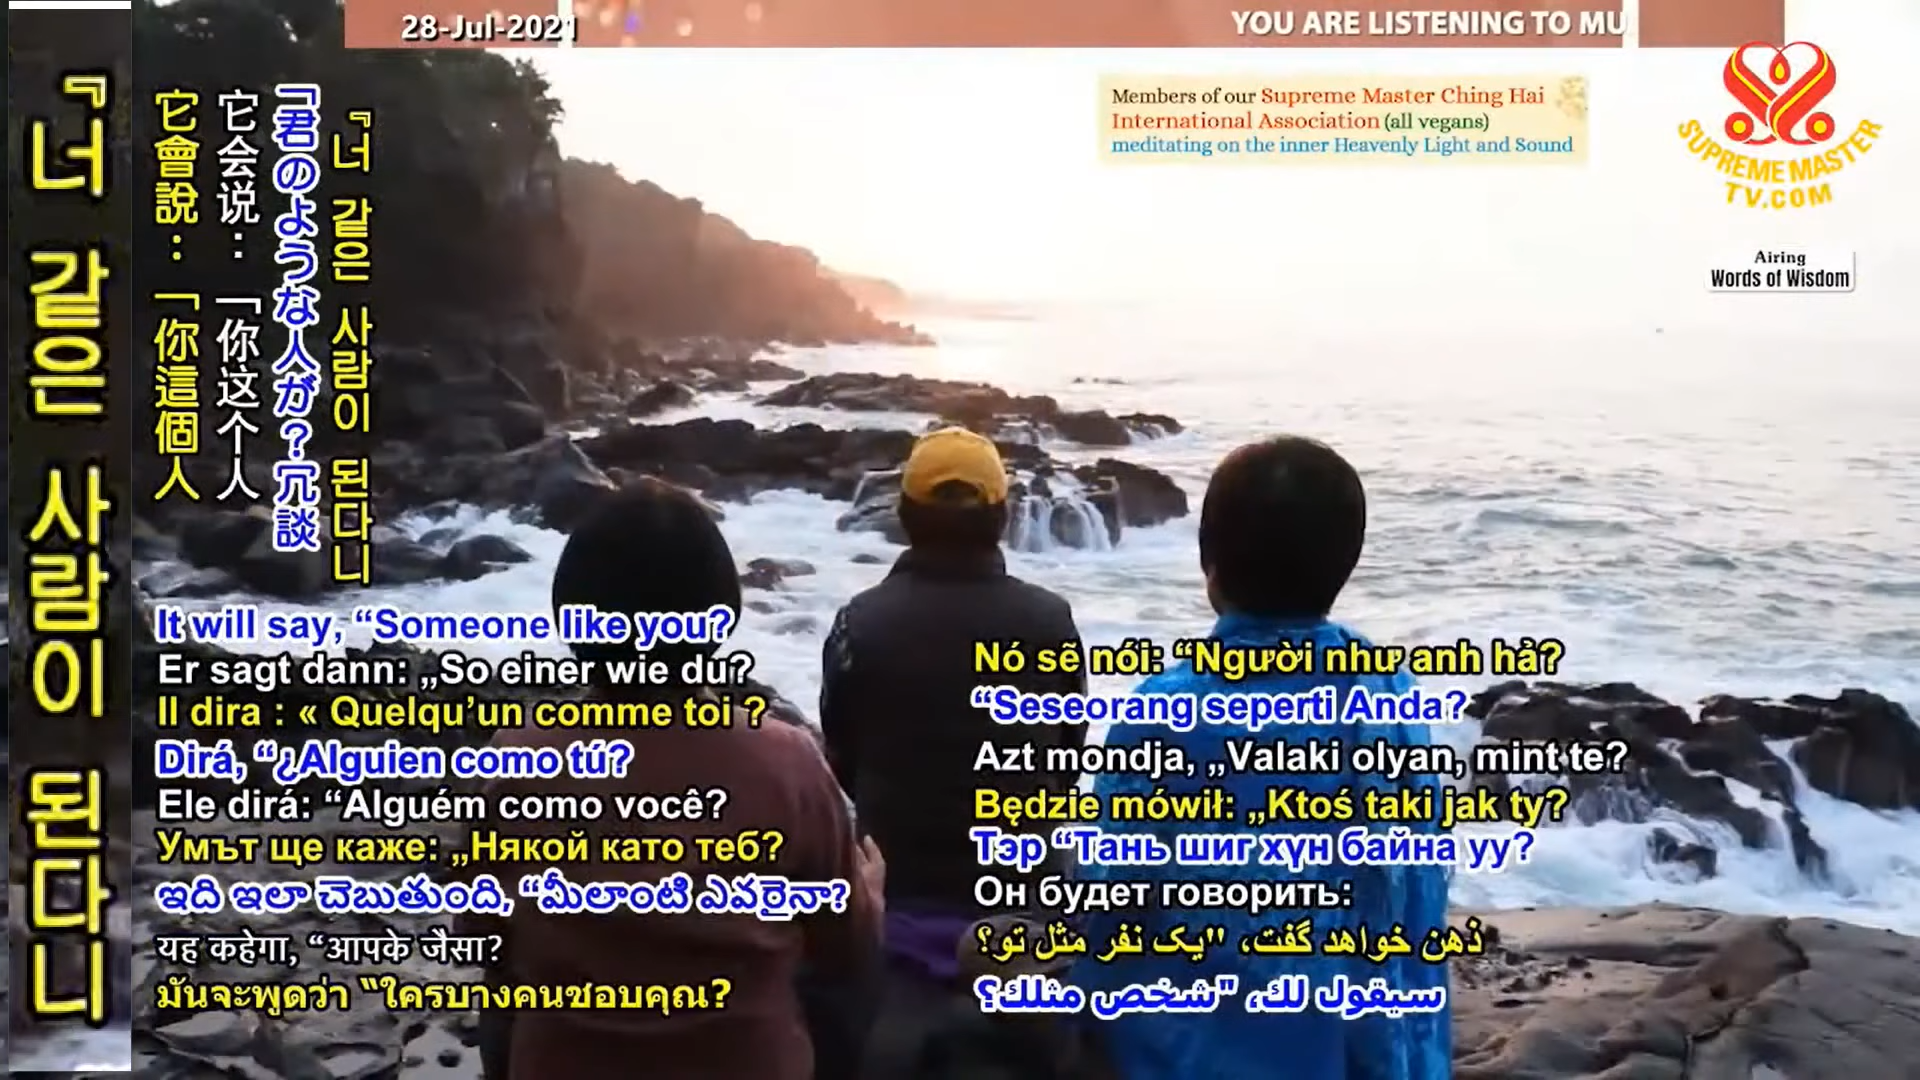 28-Jul-2021
YOU ARE LISTENING TO MU
Members of our Supreme Master Ching Hai
International Association (all vegans)
meditating on the inner Heavenly Light and Sound
SUPREME MASTER
TV.COM
Airing
Words of Wisdom
『너 같은 사람이 된다니
它會說：「你這個人
它会说：「你这个人
「君のような人が？冗談
『너 같은 사람이 된다니
It will say, “Someone like you?
Er sagt dann: „So einer wie du?
Il dira : « Quelqu’un comme toi ?
Dirá, “¿Alguien como tú?
Ele dirá: “Alguém como você?
Умът ще каже: „Някой като теб?
ఇది ఇలా చెబుతుంది, “మీలాంటి ఎవరైనా?
यह कहेगा, “आपके जैसा?
มันจะพูดว่า “ใครบางคนชอบคุณ?
Nó sẽ nói: “Người như anh hả?
“Seseorang seperti Anda?
Azt mondja, „Valaki olyan, mint te?
Będzie mówił: „Ktoś taki jak ty?
Тэр “Тань шиг хүн байна уу?
Он будет говорить:
ذهن خواهد گفت، "یک نفر مثل تو؟
سيقول لك، "شخص مثلك؟